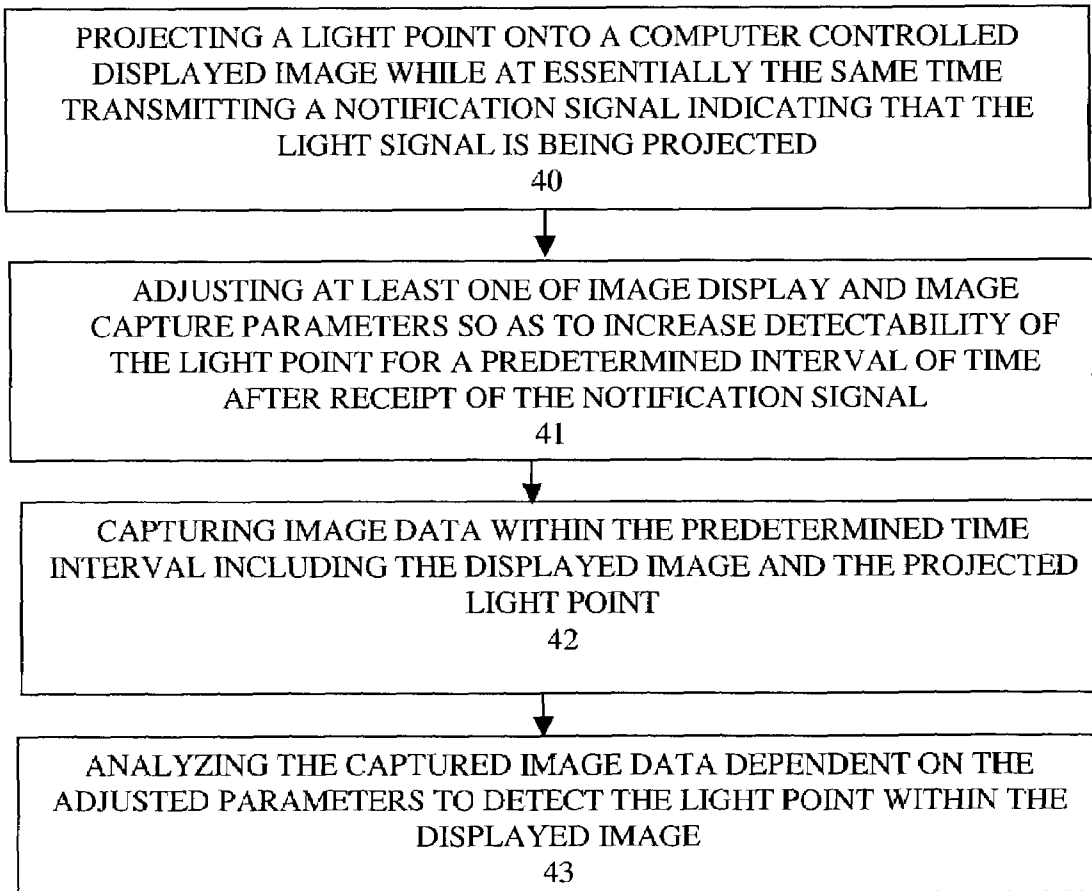 PROJECTING A LIGHT POINT ONTO A COMPUTER CONTROLLED
DISPLAYED IMAGE WHILE AT ESSENTIALLY THE SAME TIME
TRANSMITTING A NOTIFICATION SIGNAL INDICATING THAT THE
LIGHT SIGNAL IS BEING PROJECTED
40
ADJUSTING AT LEAST ONE OF IMAGE DISPLAY AND IMAGE
CAPTURE PARAMETERS SO AS TO INCREASE DETECTABILITY OF
THE LIGHT POINT FOR A PREDETERMINED INTERVAL OF TIME
AFTER RECEIPT OF THE NOTIFICATION SIGNAL
41
CAPTURING IMAGE DATA WITHIN THE PREDETERMINED TIME
INTERVAL INCLUDING THE DISPLAYED IMAGE AND THE PROJECTED
LIGHT POINT
42
ANALYZING THE CAPTURED IMAGE DATA DEPENDENT ON THE
ADJUSTED PARAMETERS TO DETECT THE LIGHT POINT WITHIN THE
DISPLAYED IMAGE
43